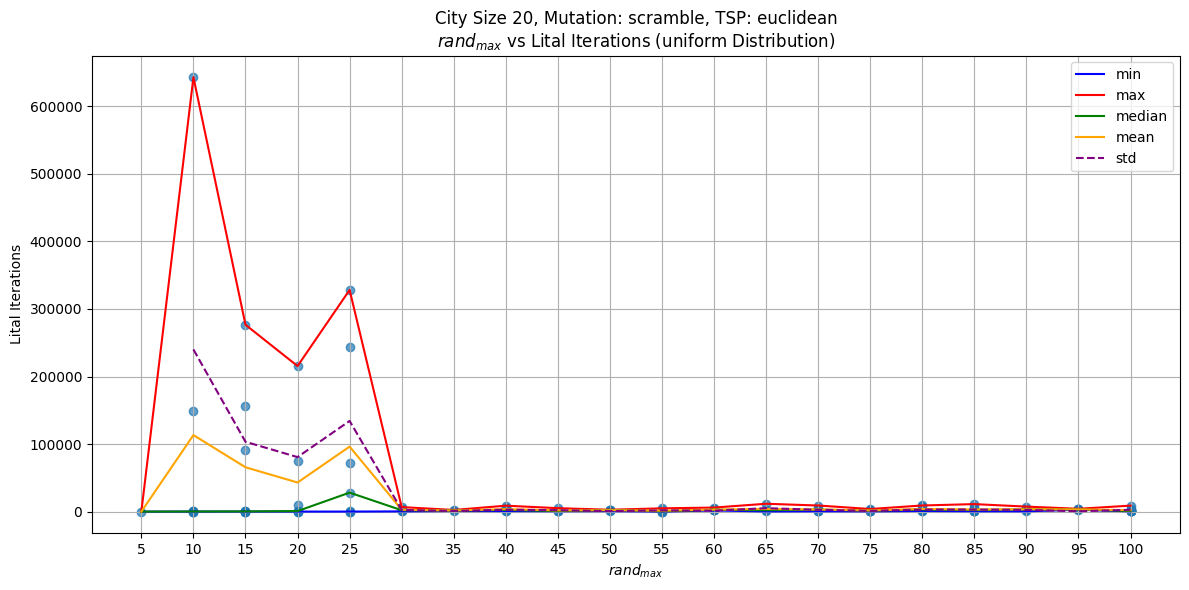 City Size 20, Mutation: scramble, TSP: euclidean
rand_max vs Lital Iterations (uniform Distribution)
min
max
median
mean
std
Lital Iterations
600000
500000
400000
300000
200000
100000
0
5 10 15 20 25 30 35 40 45 50 55 60 65 70 75 80 85 90 95 100
rand_max